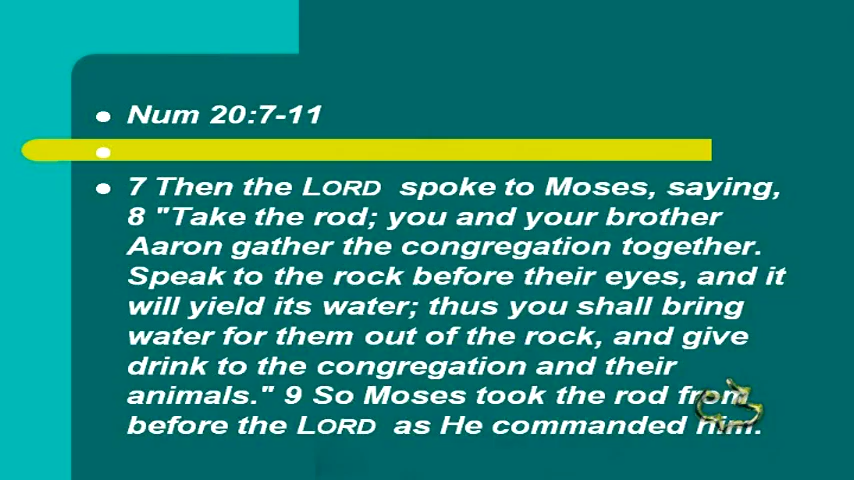 Num 20:7-11
7 Then the LORD spoke to Moses, saying,
8 "Take the rod; you and your brother
Aaron gather the congregation together.
Speak to the rock before their eyes, and it
will yield its water; thus you shall bring
water for them out of the rock, and give
drink to the congregation and their
animals." 9 So Moses took the rod from
before the LORD as He commanded him.